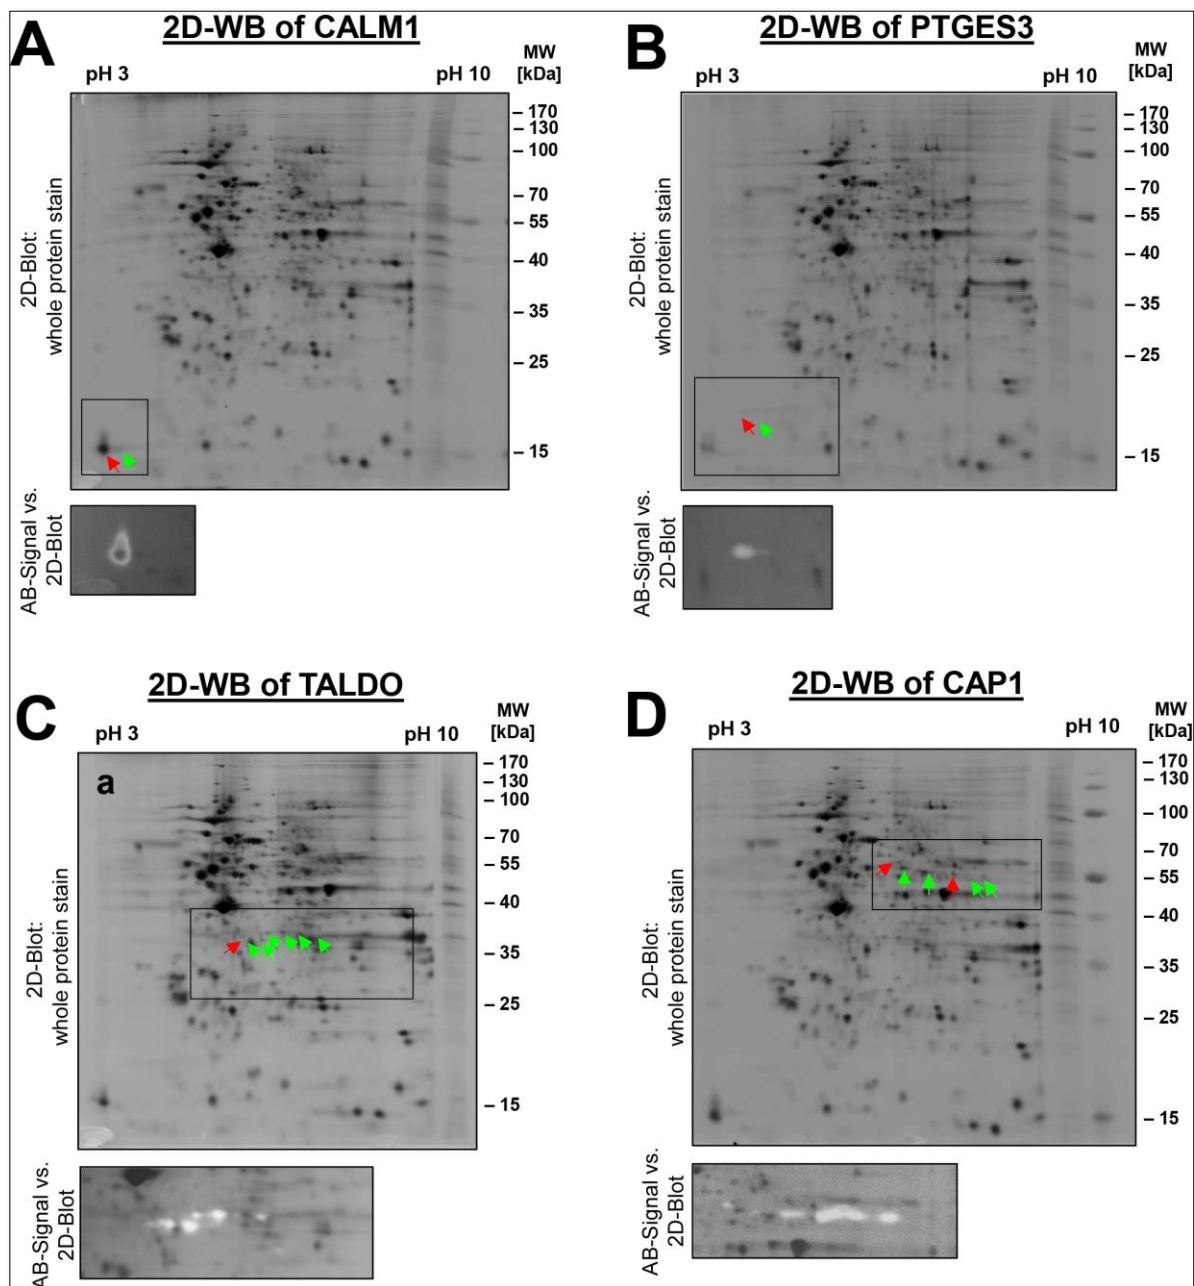 A
2D-WB of CALM1
pH 3
pH 10
MW
[kDa]
2D-Blot:
whole protein stain
– 170
– 130
– 100
– 70
– 55
– 40
– 35
– 25
– 15
AB-Signal vs.
2D-Blot
B
2D-WB of PTGES3
pH 3
pH 10
MW
[kDa]
2D-Blot:
whole protein stain
– 170
– 130
– 100
– 70
– 55
– 40
– 35
– 25
– 15
AB-Signal vs.
2D-Blot
C
2D-WB of TALDO
pH 3
pH 10
MW
[kDa]
a
2D-Blot:
whole protein stain
– 170
– 130
– 100
– 70
– 55
– 40
– 35
– 25
– 15
AB-Signal vs.
2D-Blot
D
2D-WB of CAP1
pH 3
pH 10
MW
[kDa]
2D-Blot:
whole protein stain
– 170
– 130
– 100
– 70
– 55
– 40
– 35
– 25
– 15
AB-Signal vs.
2D-Blot